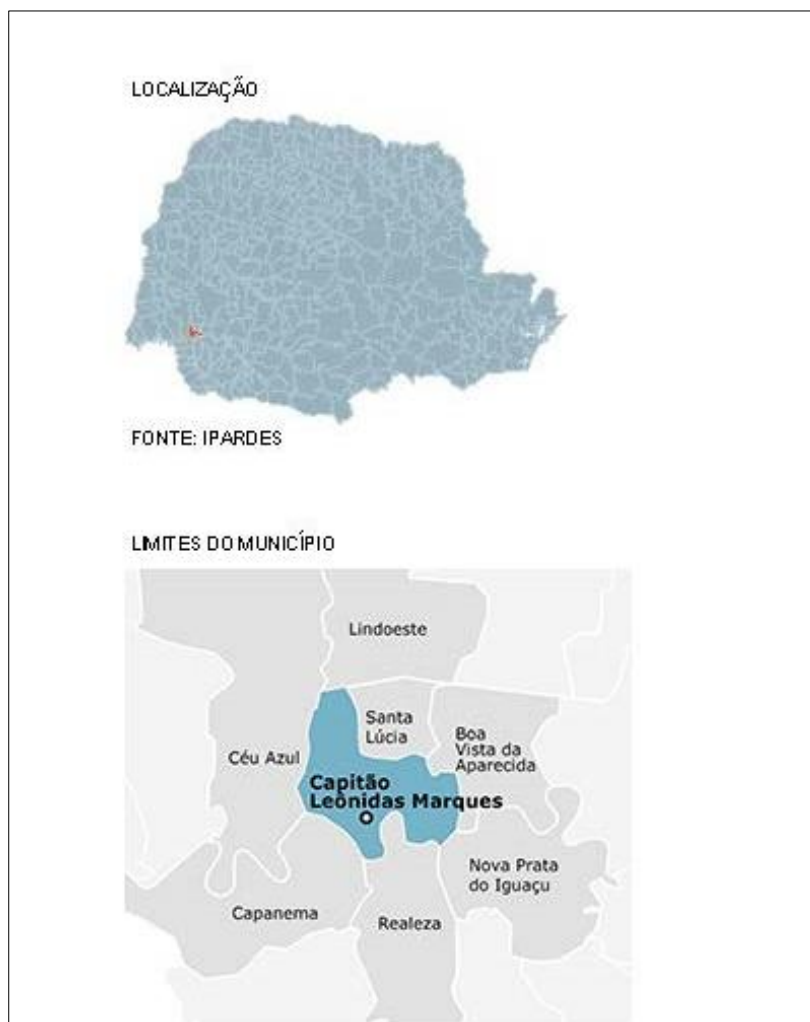 LOCALIZAÇÃO
FONTE: IPARDES
LIMITES DO MUNICÍPIO
Lindoeste
Santa
Lúcia
Boa
Vista da
Aparecida
Céu Azul
Capitão
Leônidas Marques
Nova Prata
do Iguaçu
Capanema
Realeza